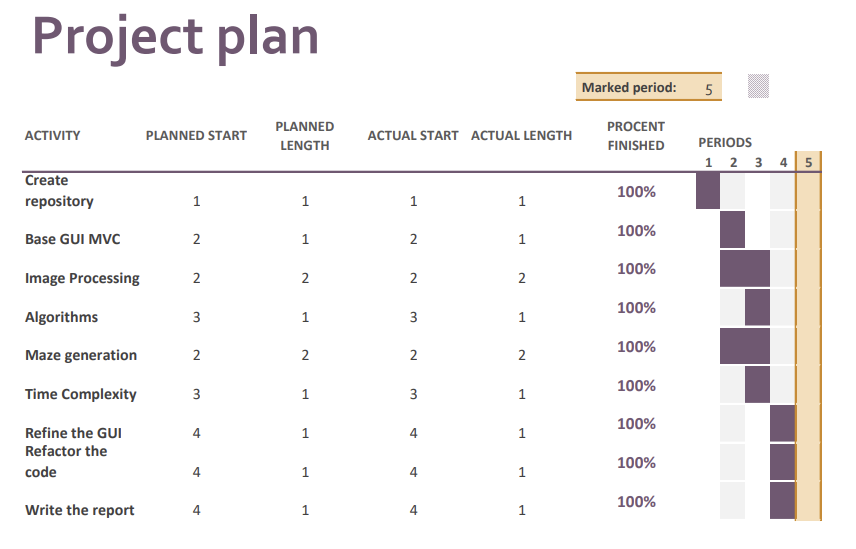 Project plan
Marked period: 5
ACTIVITY PLANNED START PLANNED LENGTH ACTUAL START ACTUAL LENGTH PROCENT FINISHED PERIODS
1 2 3 4 5
Create repository 1 1 1 1 100%
Base GUI MVC 2 1 2 1 100%
Image Processing 2 2 2 2 100%
Algorithms 3 1 3 1 100%
Maze generation 2 2 2 2 100%
Time Complexity 3 1 3 1 100%
Refine the GUI 4 1 4 1 100%
Refactor the code 4 1 4 1 100%
Write the report 4 1 4 1 100%